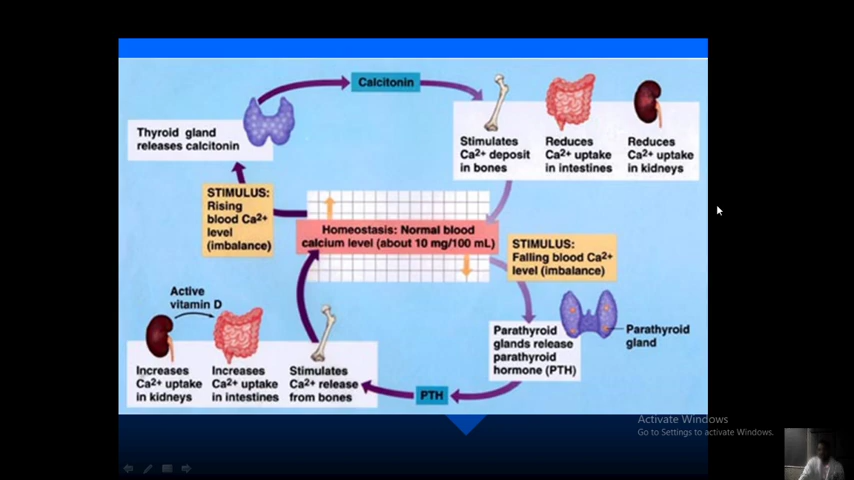 Calcitonin
Thyroid gland
releases calcitonin
Stimulates
Ca2+ deposit
in bones
Reduces
Ca2+ uptake
in intestines
Reduces
Ca2+ uptake
in kidneys
STIMULUS:
Rising
blood Ca2+
level
(imbalance)
Homeostasis: Normal blood
calcium level (about 10 mg/100 mL)
STIMULUS:
Falling blood Ca2+
level (imbalance)
Active
vitamin D
Parathyroid
glands release
parathyroid
hormone (PTH)
Parathyroid
gland
Increases
Ca2+ uptake
in kidneys
Increases
Ca2+ uptake
in intestines
Stimulates
Ca2+ release
from bones
PTH
Activate Windows
Go to Settings to activate Windows.